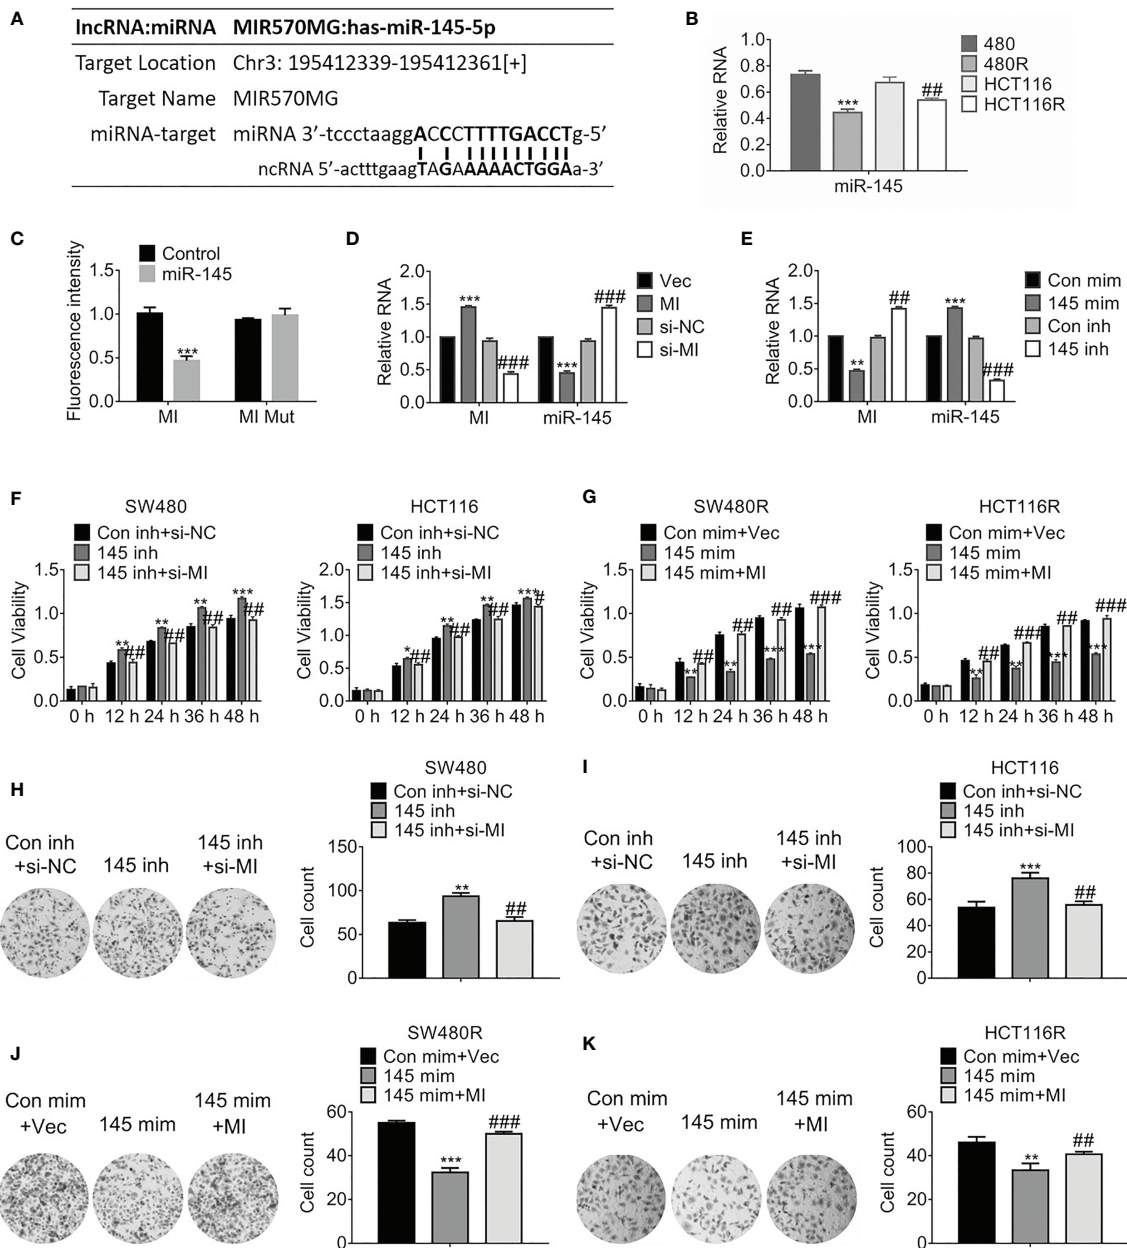 A
lncRNA:miRNA MIR570MG:has-miR-145-5p
Target Location Chr3: 195412339-195412361[+]
Target Name MIR570MG
miRNA-target miRNA 3’-tccctaaggACCCTTTTGACCTg-5’
ncRNA 5’-actttgaagTAGAAAAACTGGAa-3’
B
Relative RNA
1.0
0.8
0.6
0.4
0.2
0.0
***
##
miR-145
480
480R
HCT116
HCT116R
C
Fluorescence intensity
Control
miR-145
1.5
1.0
0.5
0.0
***
MI
MI Mut
D
Relative RNA
2.0
1.5
1.0
0.5
0.0
***
###
***
###
MI
miR-145
Vec
MI
si-NC
si-MI
E
Relative RNA
2.0
1.5
1.0
0.5
0.0
**
##
***
###
MI
miR-145
Con mim
145 mim
Con inh
145 inh
F
SW480
Con inh+si-NC
145 inh
145 inh+si-MI
Cell Viability
1.5
1.0
0.5
0.0
**
##
**
##
**
##
***
##
0 h 12 h 24 h 36 h 48 h
HCT116
Con inh+si-NC
145 inh
145 inh+si-MI
Cell Viability
2.0
1.5
1.0
0.5
0.0
*
##
**
##
**
##
***
#
0 h 12 h 24 h 36 h 48 h
G
SW480R
Con mim+Vec
145 mim
145 mim+MI
Cell Viability
1.5
1.0
0.5
0.0
**
##
**
##
***
##
***
###
0 h 12 h 24 h 36 h 48 h
HCT116R
Con mim+Vec
145 mim
145 mim+MI
Cell Viability
1.5
1.0
0.5
0.0
**
##
**
###
***
##
***
###
0 h 12 h 24 h 36 h 48 h
H
Con inh
+si-NC
145 inh
145 inh
+si-MI
SW480
Con inh+si-NC
145 inh
145 inh+si-MI
Cell count
150
100
50
0
**
##
I
Con inh
+si-NC
145 inh
145 inh
+si-MI
HCT116
Con inh+si-NC
145 inh
145 inh+si-MI
Cell count
100
80
60
40
20
0
***
##
J
Con mim
+Vec
145 mim
145 mim
+MI
SW480R
Con mim+Vec
145 mim
145 mim+MI
Cell count
60
40
20
0
***
###
K
Con mim
+Vec
145 mim
145 mim
+MI
HCT116R
Con mim+Vec
145 mim
145 mim+MI
Cell count
60
40
20
0
**
##